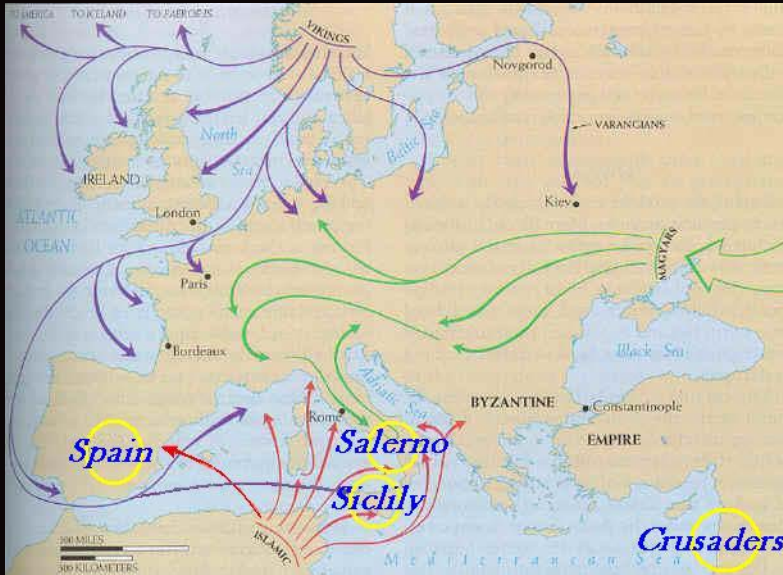 TO AMERICA TO ICELAND TO FAEROE IS.
VIKINGS
Novgorod
North
Sea
Baltic Sea
VARANGIANS
IRELAND
London
Kiev
ATLANTIC
OCEAN
MAGYARS
Paris
Bordeaux
Black Sea
Adriatic Sea
Rome
BYZANTINE
Constantinople
EMPIRE
Spain
Salerno
Siclily
Crusaders
ISLAMIC
300 MILES
300 KILOMETERS
Mediterranean Sea